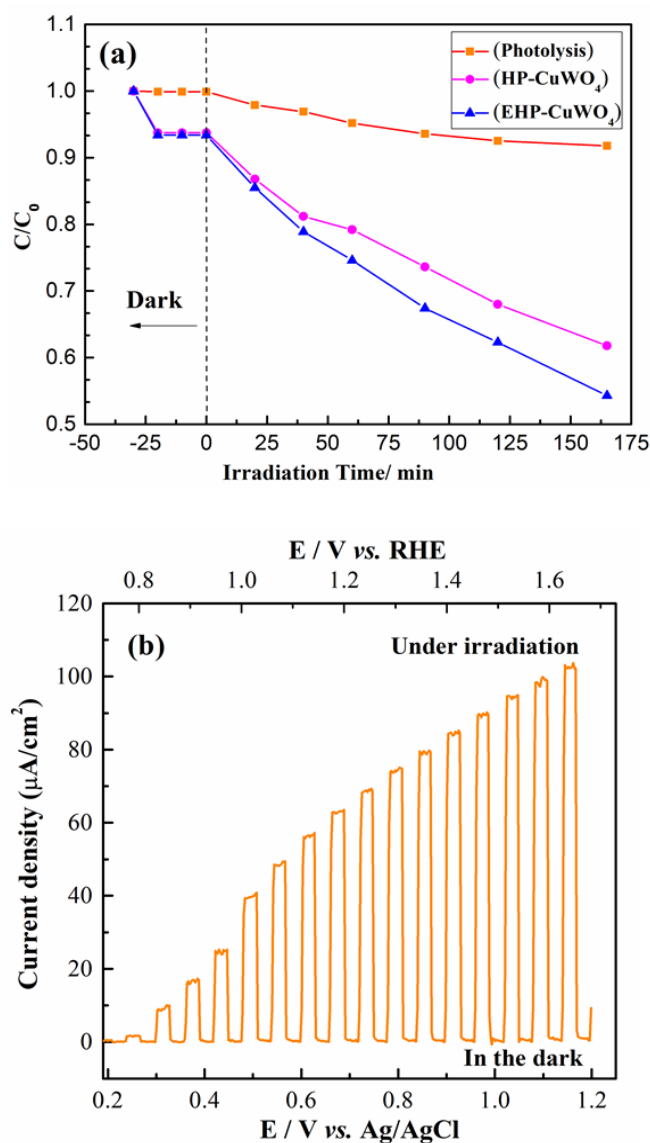 (a)
(Photolysis)
(HP-CuWO₄)
(EHP-CuWO₄)
1.1
1.0
0.9
0.8
0.7
0.6
0.5
C/C₀
Dark
-50 -25 0 25 50 75 100 125 150 175
Irradiation Time/ min
E / V vs. RHE
0.8 1.0 1.2 1.4 1.6
(b)
Under irradiation
120
100
80
60
40
20
0
Current density (μA/cm²)
In the dark
0.2 0.4 0.6 0.8 1.0 1.2
E / V vs. Ag/AgCl